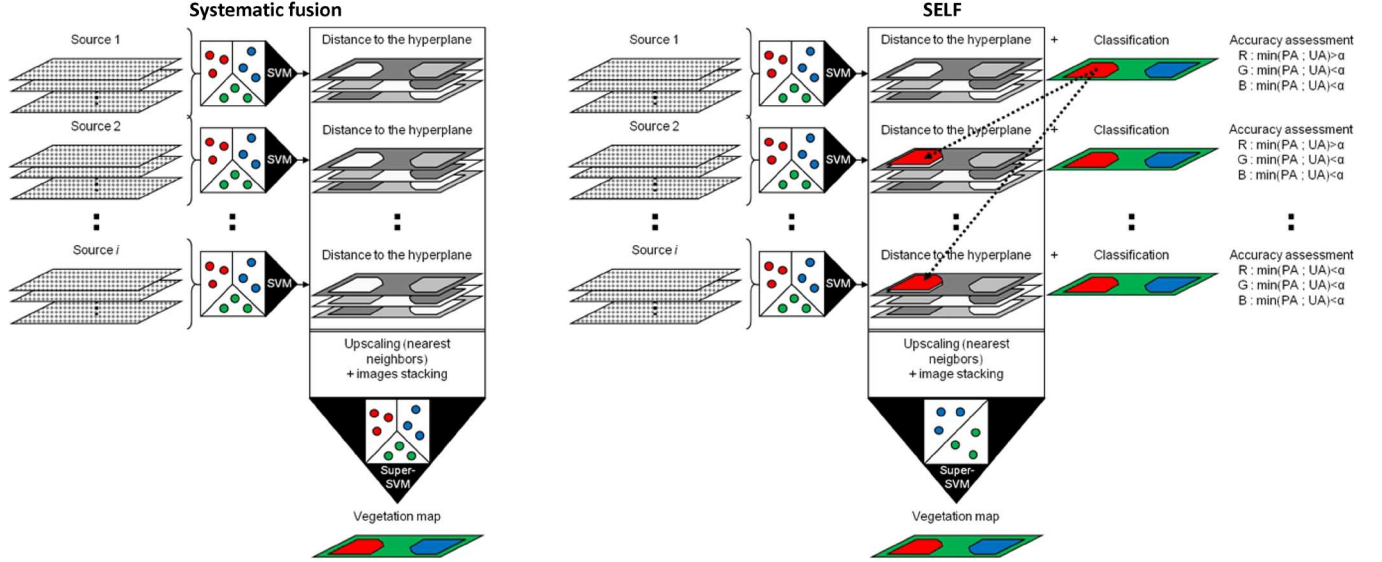 Systematic fusion
Source 1
SVM
Distance to the hyperplane
Source 2
SVM
Distance to the hyperplane
Source i
SVM
Distance to the hyperplane
Upscaling (nearest
neighbors)
+ images stacking
Super-
SVM
Vegetation map
SELF
Source 1
SVM
Distance to the hyperplane
+
Classification
Accuracy assessment
R : min(PA ; UA)>α
G : min(PA ; UA)<α
B : min(PA ; UA)<α
Source 2
SVM
Distance to the hyperplane
+
Classification
Accuracy assessment
R : min(PA ; UA)>α
G : min(PA ; UA)<α
B : min(PA ; UA)<α
Source i
SVM
Distance to the hyperplane
+
Classification
Accuracy assessment
R : min(PA ; UA)<α
G : min(PA ; UA)<α
B : min(PA ; UA)<α
Upscaling (nearest
neigbors)
+ image stacking
Super-
SVM
Vegetation map